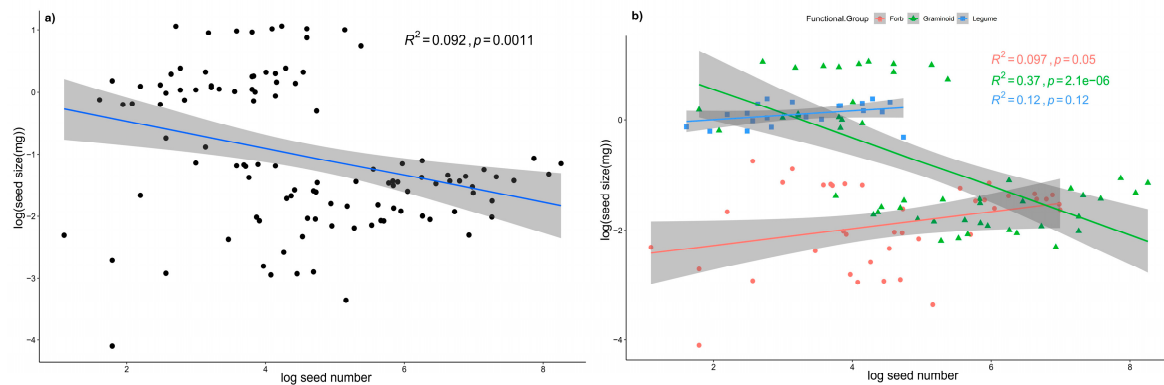 a)
R² = 0.092 , p = 0.0011
1
0
−1
−2
−3
−4
log(seed size(mg))
2
4
6
8
log seed number
b)
Functional.Group Forb Graminoid Legume
R² = 0.097 , p = 0.05
R² = 0.37 , p = 2.1e−06
R² = 0.12 , p = 0.12
0
−2
−4
log(seed size(mg))
2
4
6
8
log seed number